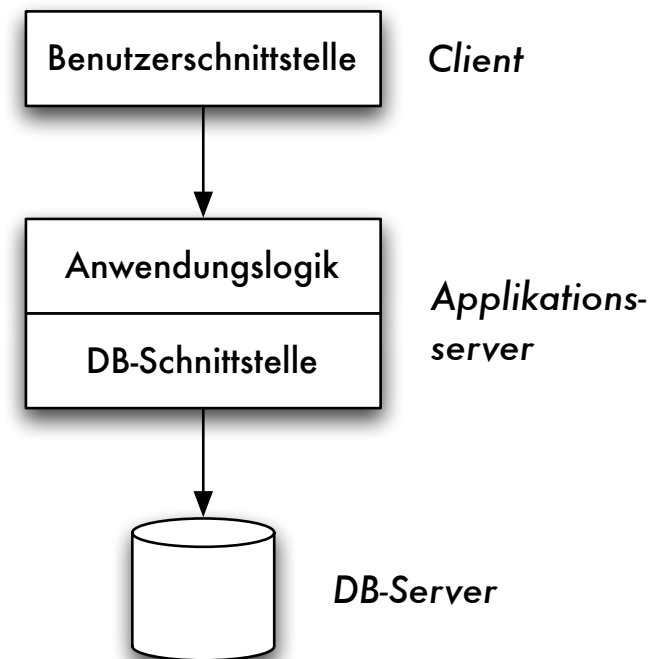 Benutzerschnittstelle
Client
Anwendungslogik
DB-Schnittstelle
Applikations-
server
DB-Server